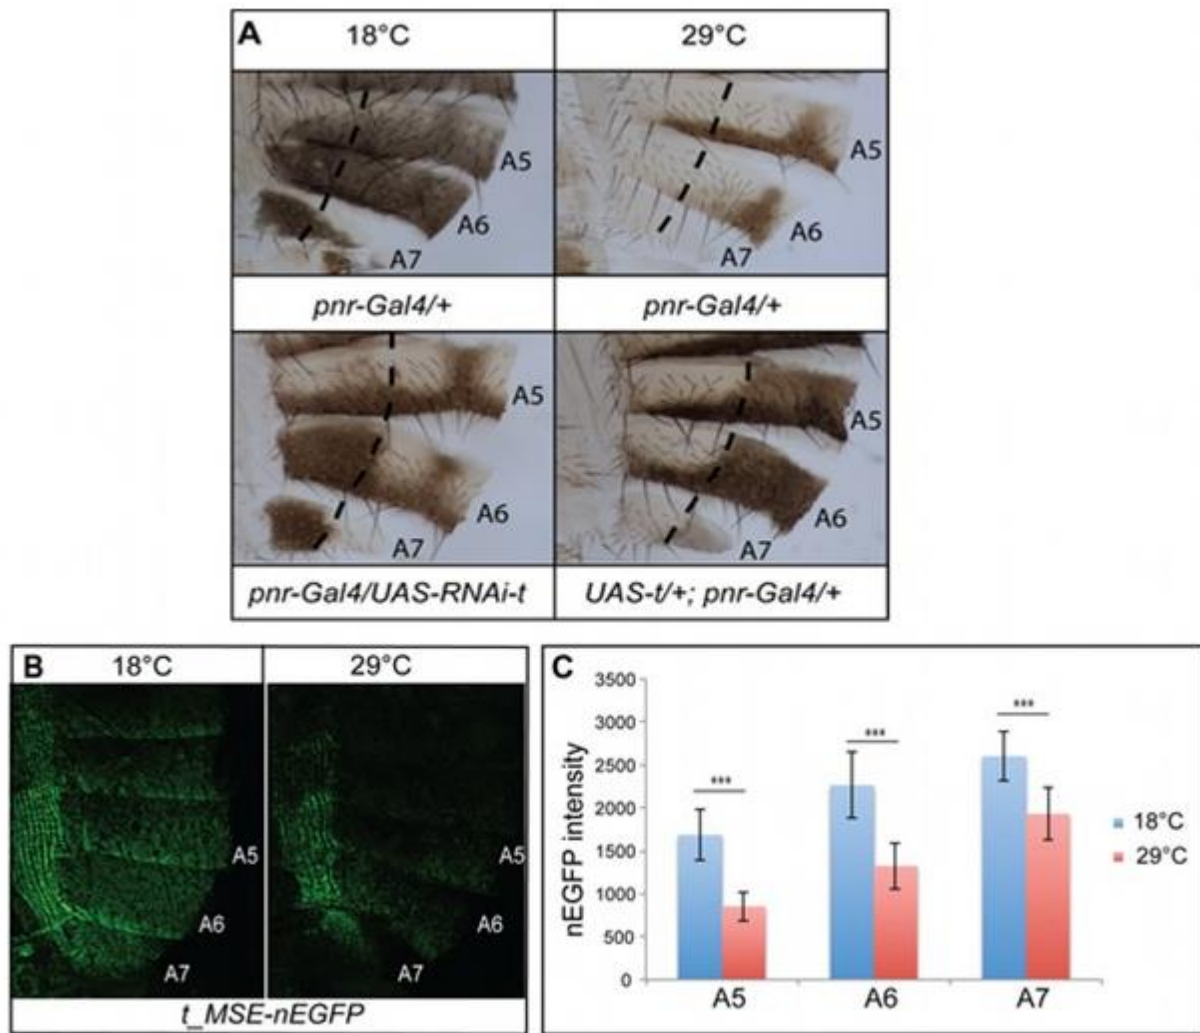 A
18°C
29°C
A5
A6
A7
A5
A6
A7
pnr-Gal4/+
pnr-Gal4/+
A5
A6
A7
A5
A6
A7
pnr-Gal4/UAS-RNAi-t
UAS-t/+; pnr-Gal4/+
B
18°C
29°C
A5
A6
A7
A5
A6
A7
t_MSE-nEGFP
C
nEGFP intensity
3500
3000
2500
2000
1500
1000
500
0
***
***
***
A5
A6
A7
18°C
29°C